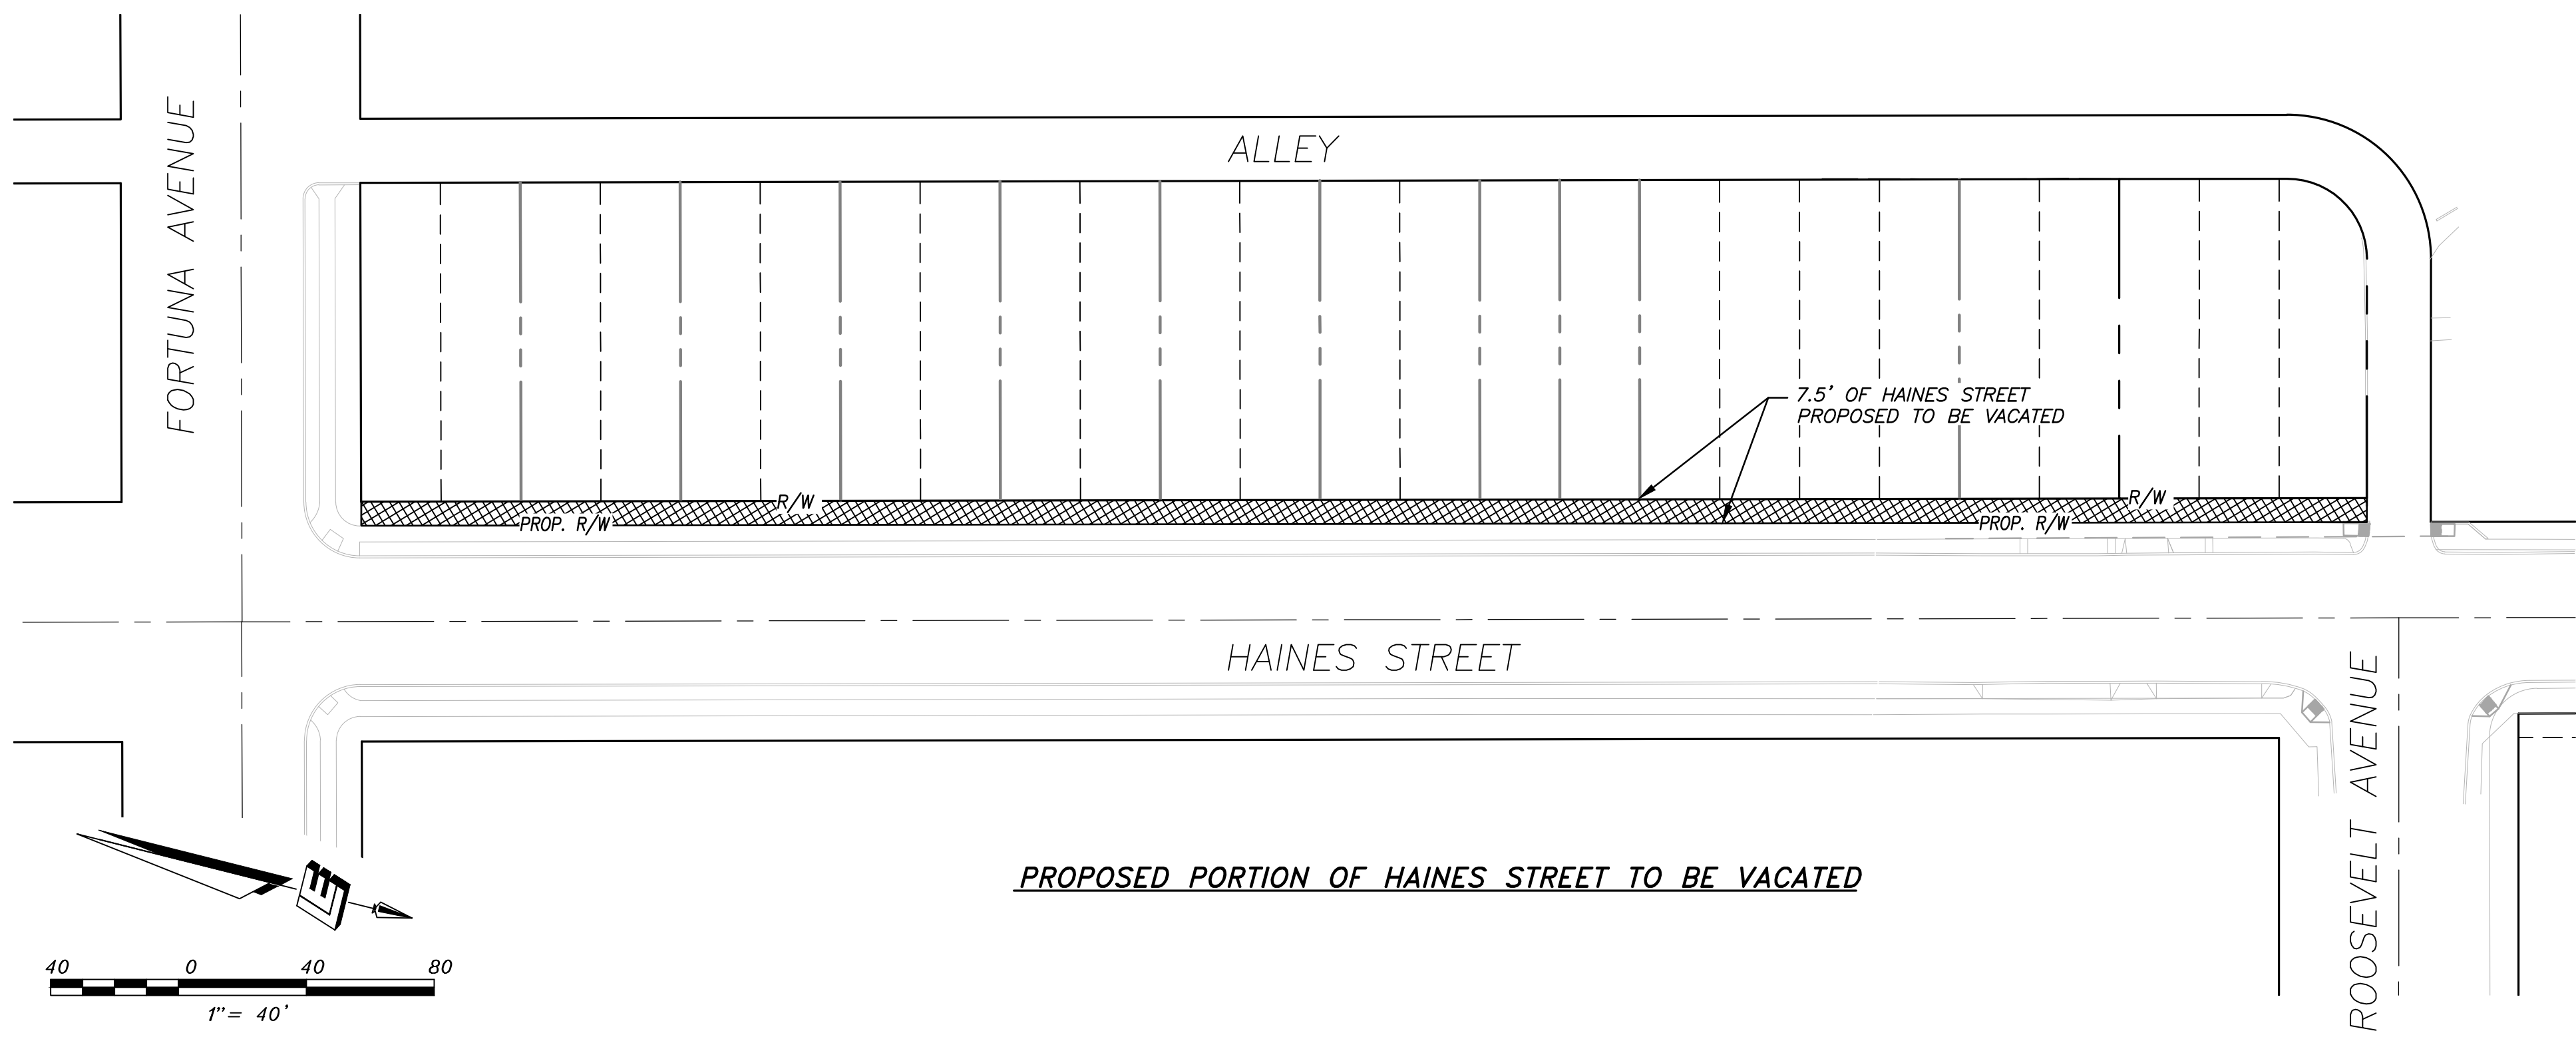 FORTUNA AVENUE
ALLEY
7.5' OF HAINES STREET
PROPOSED TO BE VACATED
R/W
R/W
PROP. R/W
PROP. R/W
HAINES STREET
ROOSEVELT AVENUE
PROPOSED PORTION OF HAINES STREET TO BE VACATED
40 0 40 80
1"= 40'